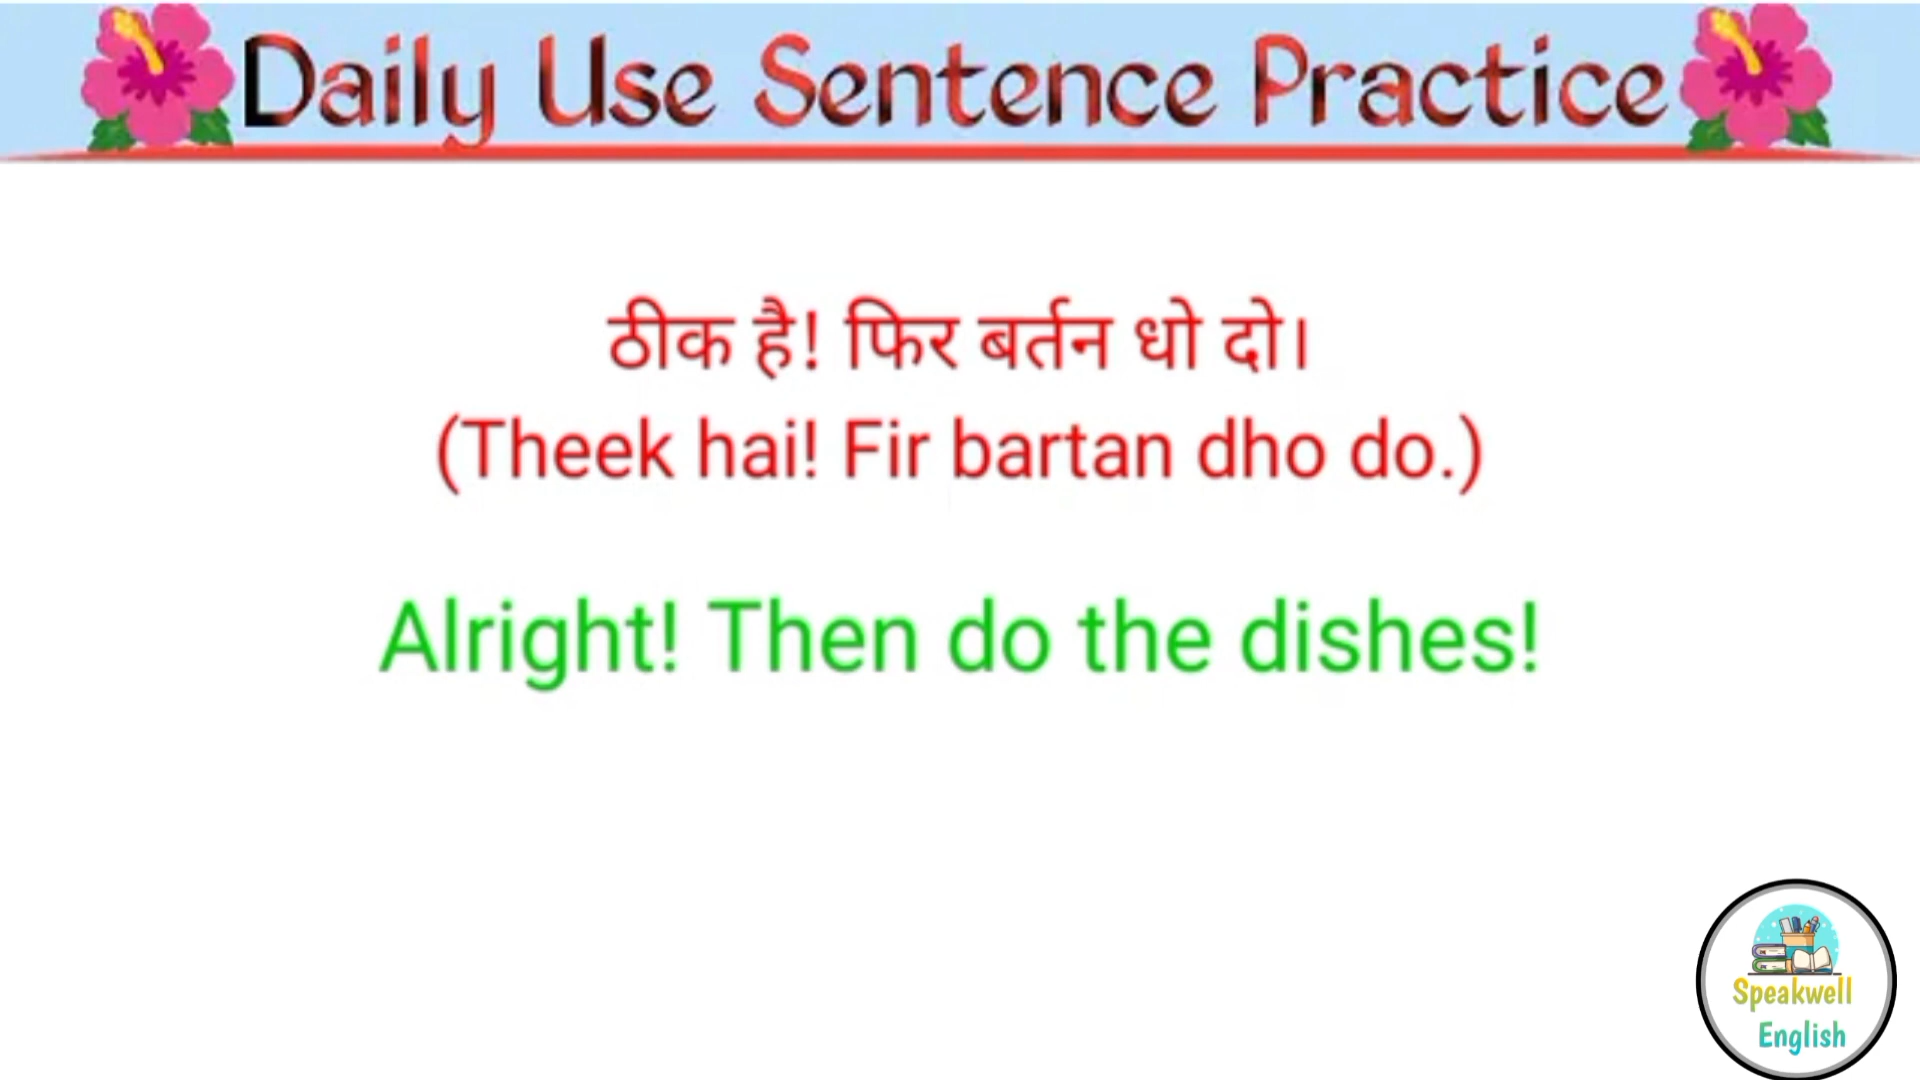 Daily Use Sentence Practice
ठीक है! फिर बर्तन धो दो।
(Theek hai! Fir bartan dho do.)
Alright! Then do the dishes!
Speakwell
English